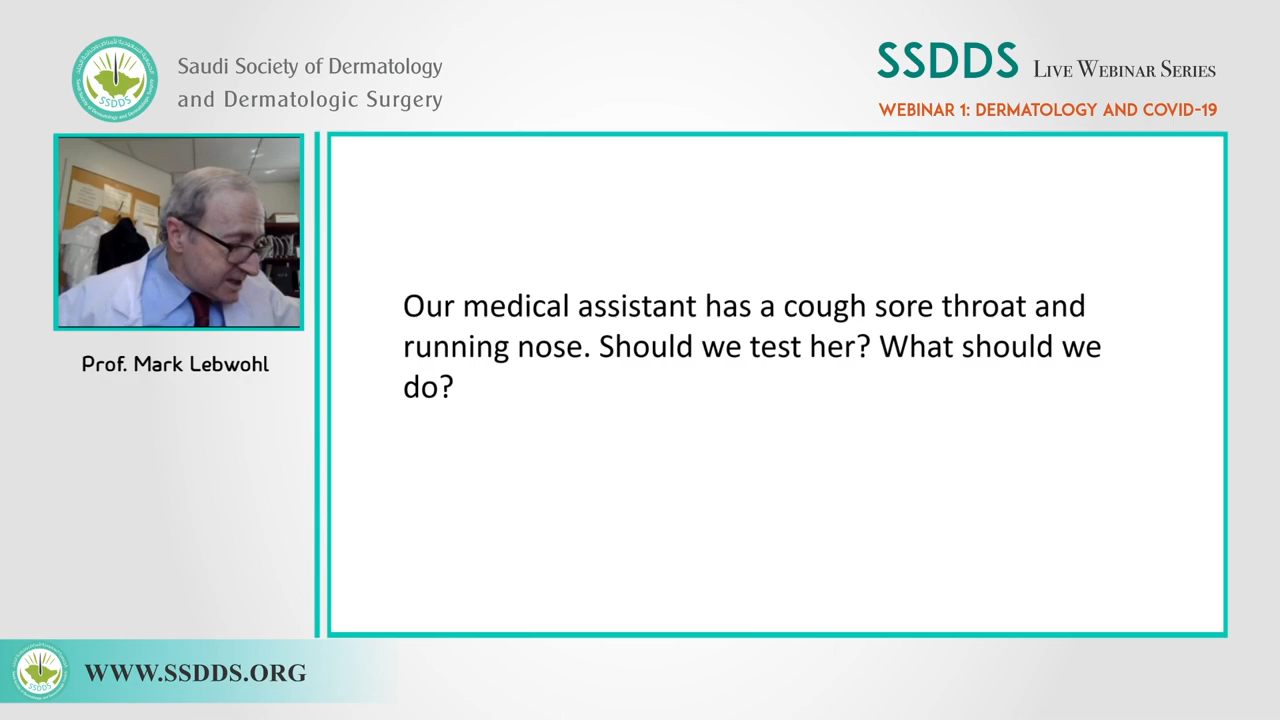 Saudi Society of Dermatology
and Dermatologic Surgery
SSDDS Live Webinar Series
WEBINAR 1: DERMATOLOGY AND COVID-19
Our medical assistant has a cough sore throat and
running nose. Should we test her? What should we
do?
Prof. Mark Lebwohl
SSDDS
WWW.SSDDS.ORG